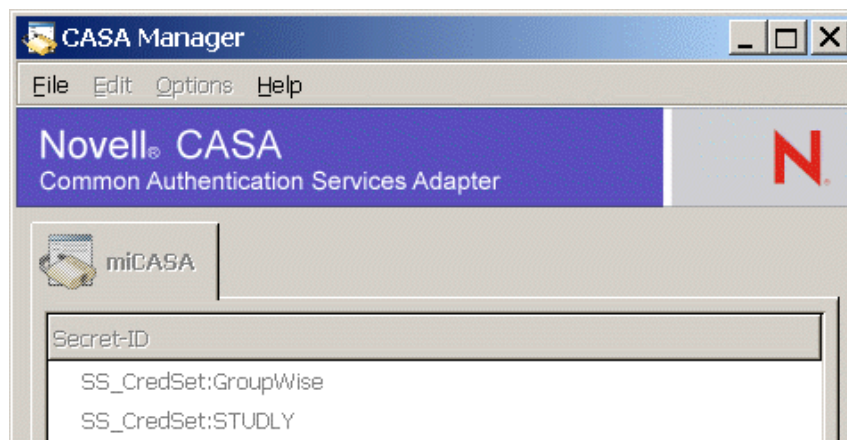 CASA Manager
File Edit Options Help
Novell® CASA
Common Authentication Services Adapter
N
miCASA
Secret-ID
SS_CredSet:GroupWise
SS_CredSet:STUDLY